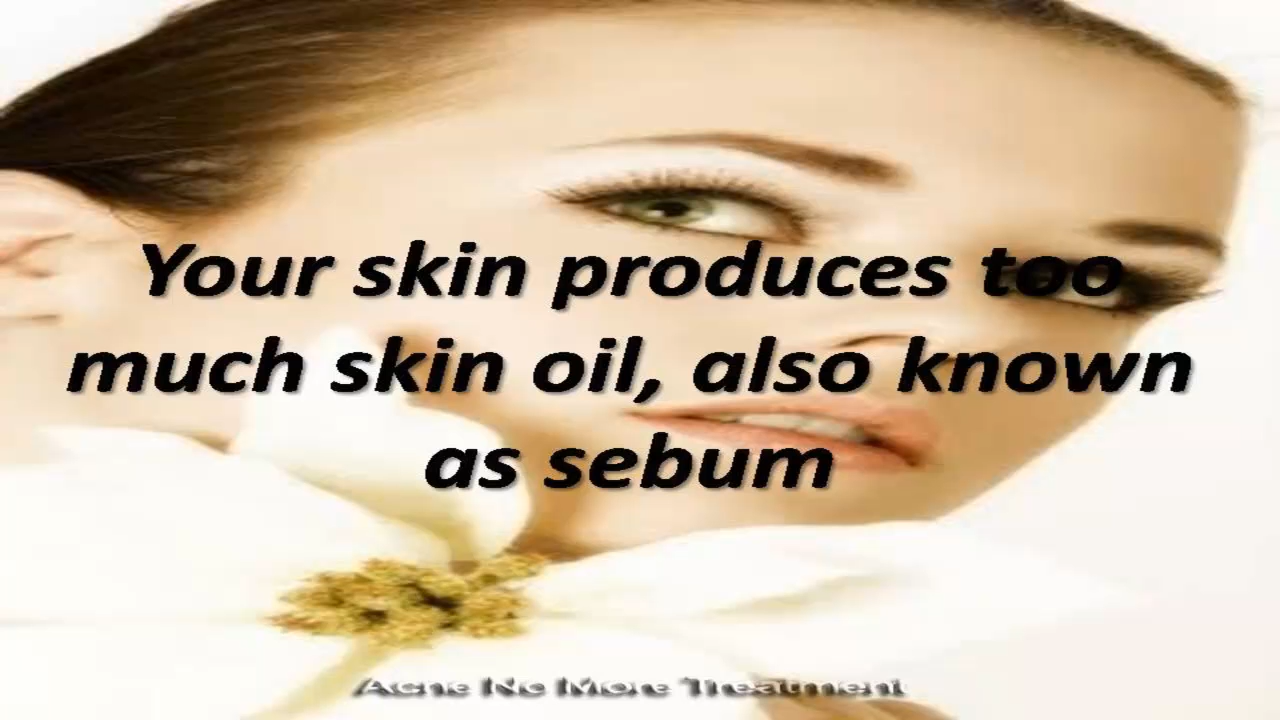 Your skin produces too
much skin oil, also known
as sebum
Acne No More Treatment